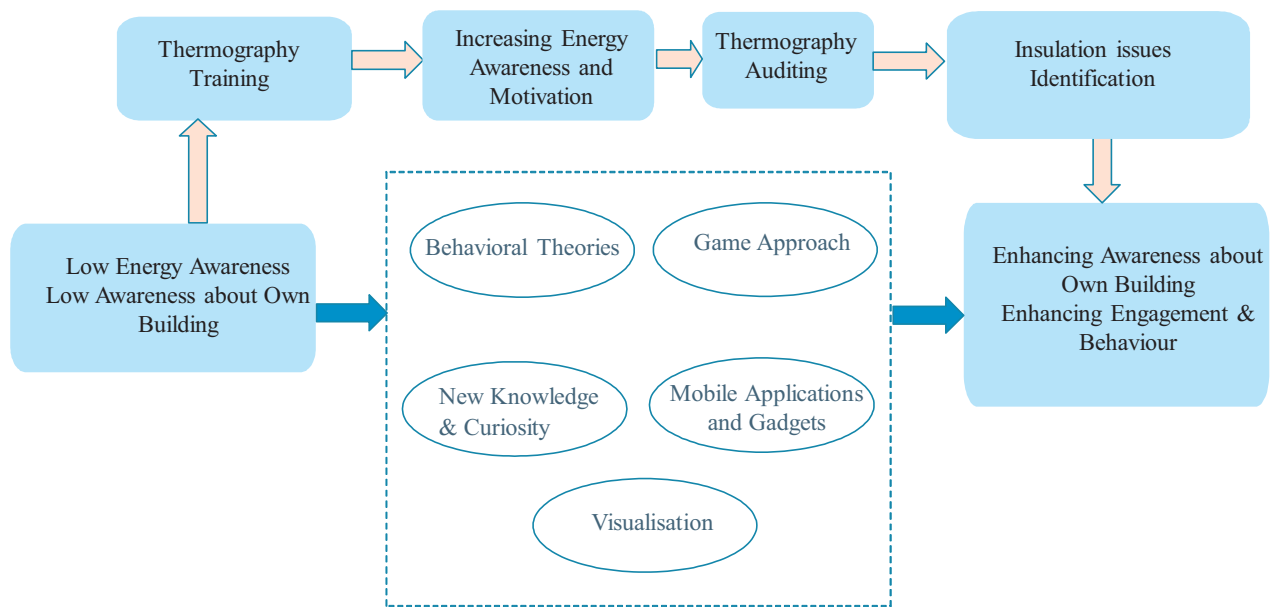 Thermography
Training
Increasing Energy
Awareness and
Motivation
Thermography
Auditing
Insulation issues
Identification
Low Energy Awareness
Low Awareness about Own
Building
Behavioral Theories
Game Approach
New Knowledge
& Curiosity
Mobile Applications
and Gadgets
Visualisation
Enhancing Awareness about
Own Building
Enhancing Engagement &
Behaviour